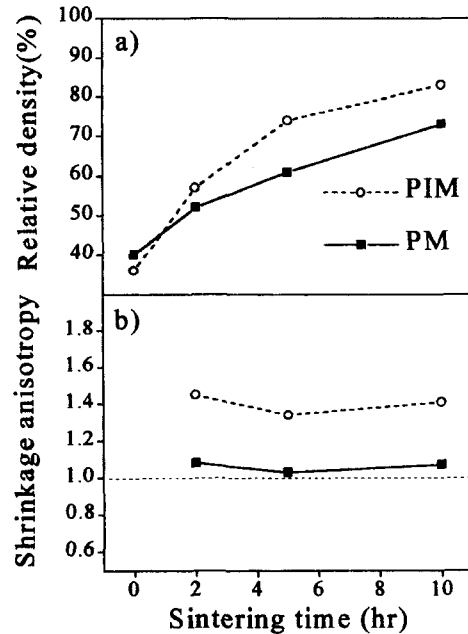 100
a)
90
80
70
60
PIM
50
PM
40
Relative density(%)
b)
1.8
1.6
1.4
1.2
1.0
0.8
0.6
Shrinkage anisotropy
0 2 4 6 8 10
Sintering time (hr)